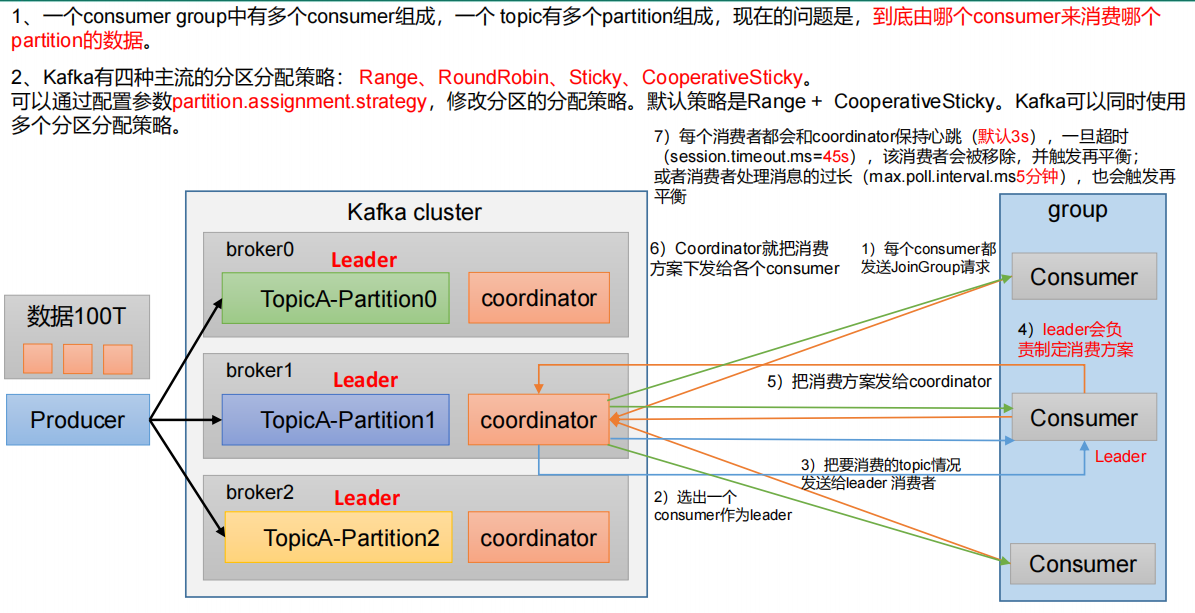 1、一个consumer group中有多个consumer组成，一个 topic有多个partition组成，现在的问题是，到底由哪个consumer来消费哪个
partition的数据。
2、Kafka有四种主流的分区分配策略： Range、RoundRobin、Sticky、CooperativeSticky。
可以通过配置参数partition.assignment.strategy，修改分区的分配策略。默认策略是Range + CooperativeSticky。Kafka可以同时使用
多个分区分配策略。
7）每个消费者都会和coordinator保持心跳（默认3s），一旦超时
（session.timeout.ms=45s），该消费者会被移除，并触发再平衡；
或者消费者处理消息的过长（max.poll.interval.ms5分钟），也会触发再
平衡
Kafka cluster
group
broker0
Leader
TopicA-Partition0
coordinator
6）Coordinator就把消费
方案下发给各个consumer
1）每个consumer都
发送JoinGroup请求
Consumer
数据100T
4）leader会负
责制定消费方案
broker1
Leader
5）把消费方案发给coordinator
Producer
TopicA-Partition1
coordinator
Consumer
Leader
3）把要消费的topic情况
发送给leader 消费者
broker2
Leader
2）选出一个
consumer作为leader
TopicA-Partition2
coordinator
Consumer